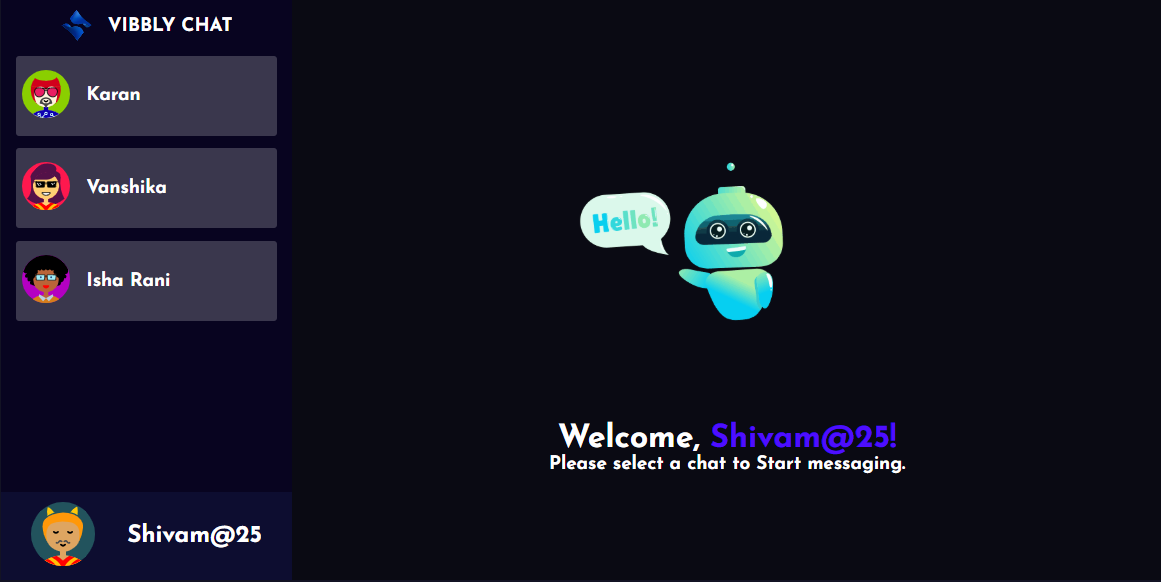 VIBBLY CHAT
Karan
Vanshika
Isha Rani
Shivam@25
Hello!
Welcome, Shivam@25!
Please select a chat to Start messaging.